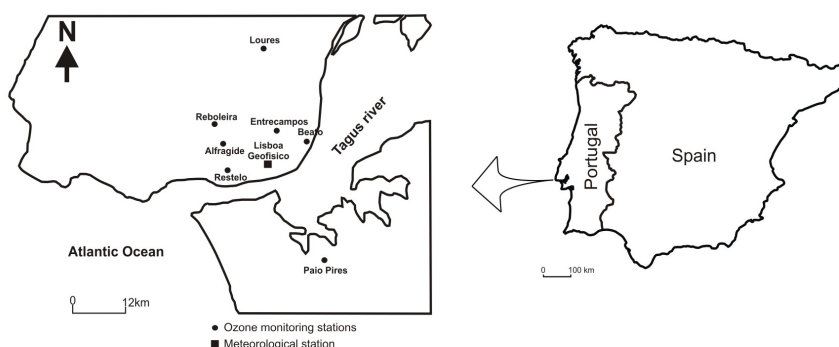 N
Loures
Reboleira
Entrecampos
Beato
Alfragide
Lisboa
Geofisico
Restelo
Tagus river
Atlantic Ocean
Paio Pires
0 12km
Ozone monitoring stations
Meteorological station
Portugal
Spain
0 100 km